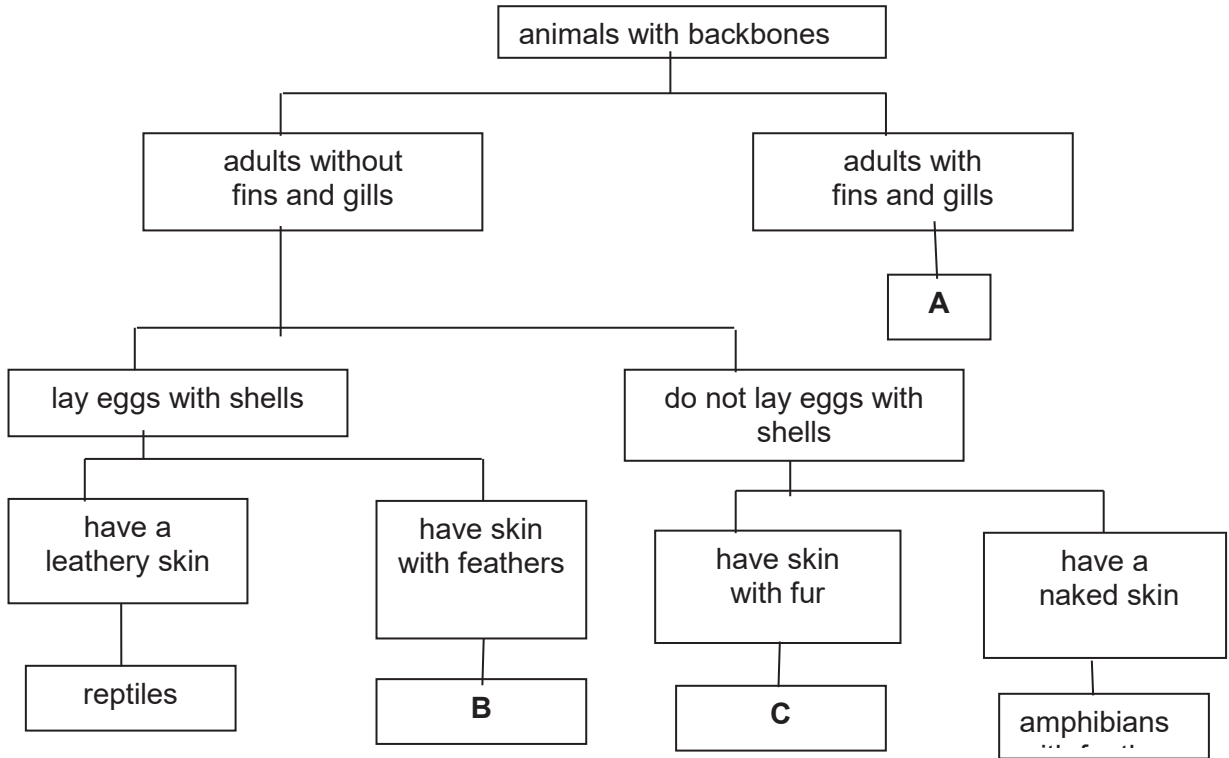 animals with backbones
adults without
fins and gills
adults with
fins and gills
A
lay eggs with shells
do not lay eggs with
shells
have a
leathery skin
have skin
with feathers
have skin
with fur
have a
naked skin
reptiles
B
C
amphibians